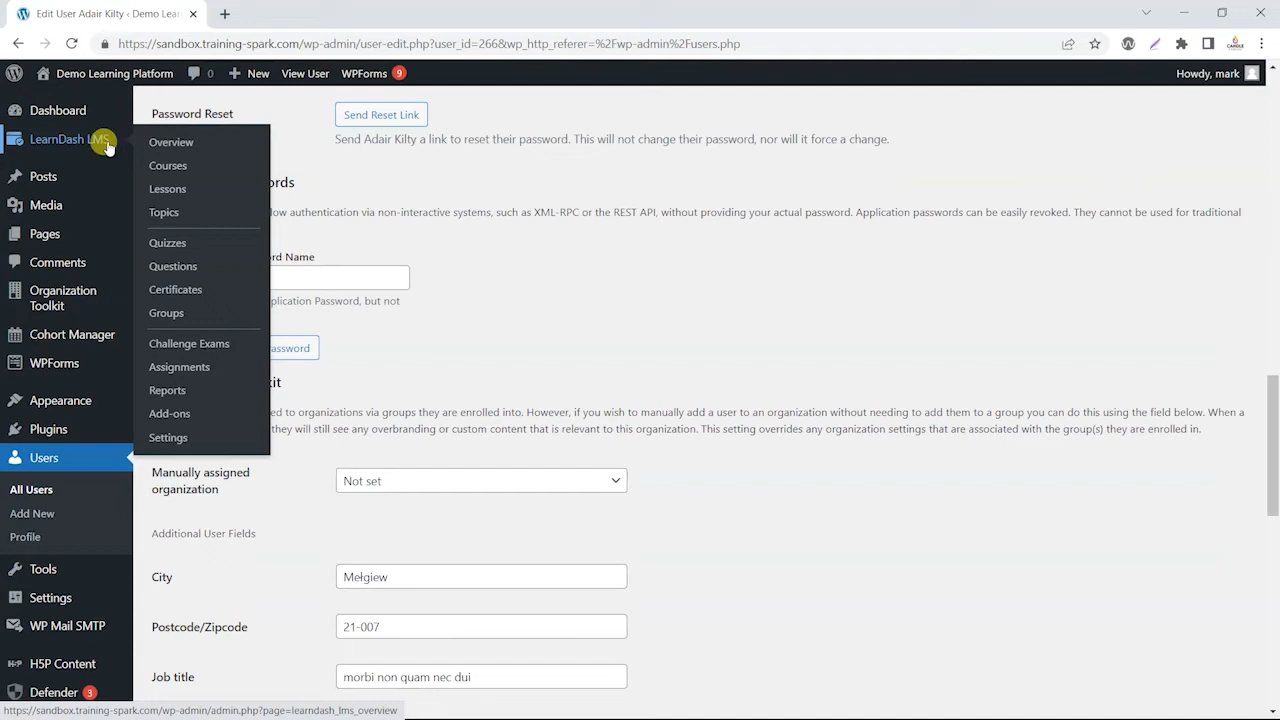 Edit User Adair Kilty ‹ Demo Lear
https://sandbox.training-spark.com/wp-admin/user-edit.php?user_id=266&wp_http_referer=%2Fwp-admin%2Fusers.php
Demo Learning Platform 0 New View User WPForms 9 Howdy, mark
Dashboard
LearnDash LMS
Posts
Media
Pages
Comments
Organization
Toolkit
Cohort Manager
WPForms
Appearance
Plugins
Users
All Users
Add New
Profile
Tools
Settings
WP Mail SMTP
H5P Content
Defender 3
Overview
Courses
Lessons
Topics
Quizzes
Questions
Certificates
Groups
Challenge Exams
Assignments
Reports
Add-ons
Settings
Password Reset
Send Reset Link
Send Adair Kilty a link to reset their password. This will not change their password, nor will it force a change.
ords
low authentication via non-interactive systems, such as XML-RPC or the REST API, without providing your actual password. Application passwords can be easily revoked. They cannot be used for traditional
rd Name
plication Password, but not
assword
it
ed to organizations via groups they are enrolled into. However, if you wish to manually add a user to an organization without needing to add them to a group you can do this using the field below. When a
they will still see any overbranding or custom content that is relevant to this organization. This setting overrides any organization settings that are associated with the group(s) they are enrolled in.
Manually assigned
organization
Not set
Additional User Fields
City
Mełgiew
Postcode/Zipcode
21-007
Job title
morbi non quam nec dui
https://sandbox.training-spark.com/wp-admin/admin.php?page=learndash_lms_overview